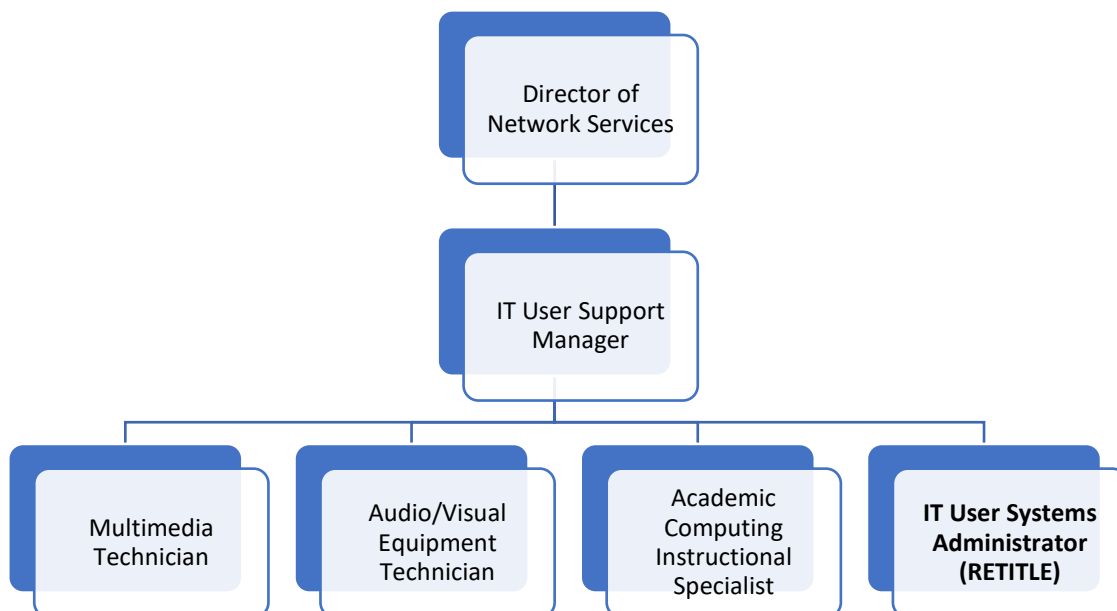 Director of
Network Services
IT User Support
Manager
Multimedia
Technician
Audio/Visual
Equipment
Technician
Academic
Computing
Instructional
Specialist
IT User Systems
Administrator
(RETITLE)